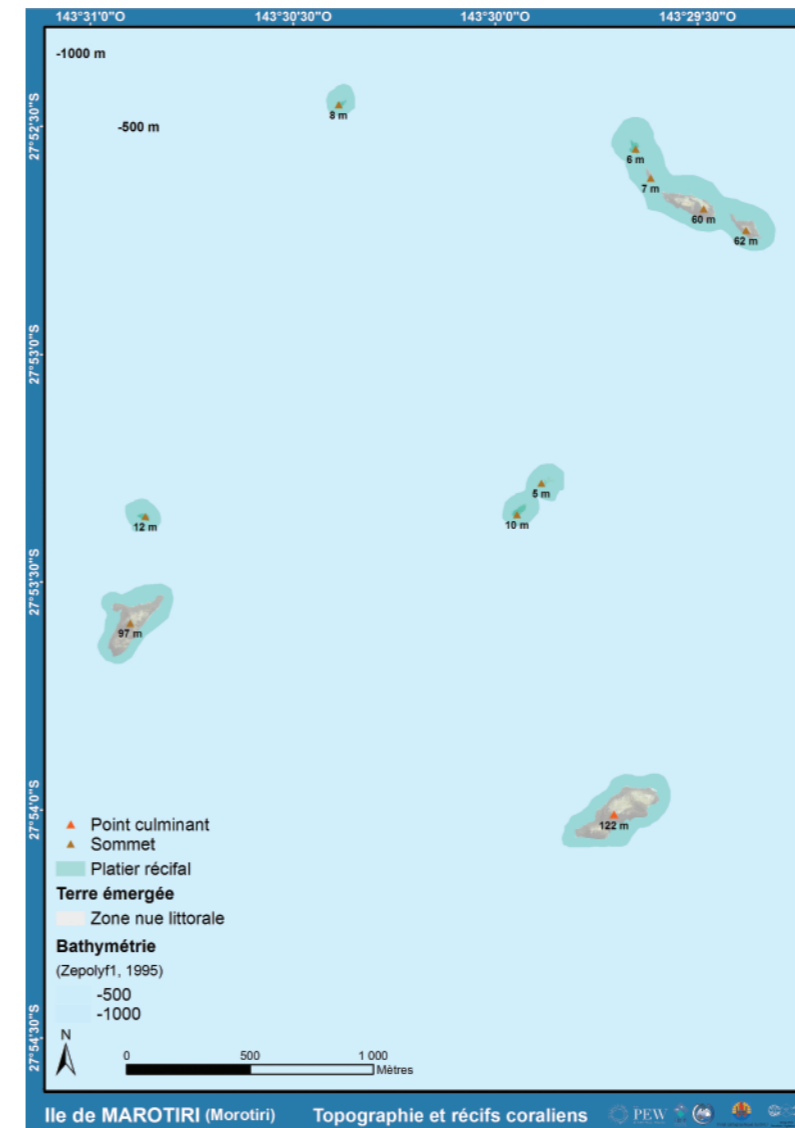 143°31'0"O 143°30'30"O 143°30'0"O 143°29'30"O
-1000 m
27°52'30"S
-500 m
8 m
6 m
7 m
60 m
62 m
27°53'0"S
5 m
12 m
10 m
27°53'30"S
97 m
27°54'0"S
122 m
Point culminant
Sommet
Platier récifal
Terre émergée
Zone nue littorale
Bathymétrie
(Zepolyf1, 1995)
-500
-1000
27°54'30"S
N
0 500 1 000
Mètres
Ile de MAROTIRI (Morotiri) Topographie et récifs coraliens PEW